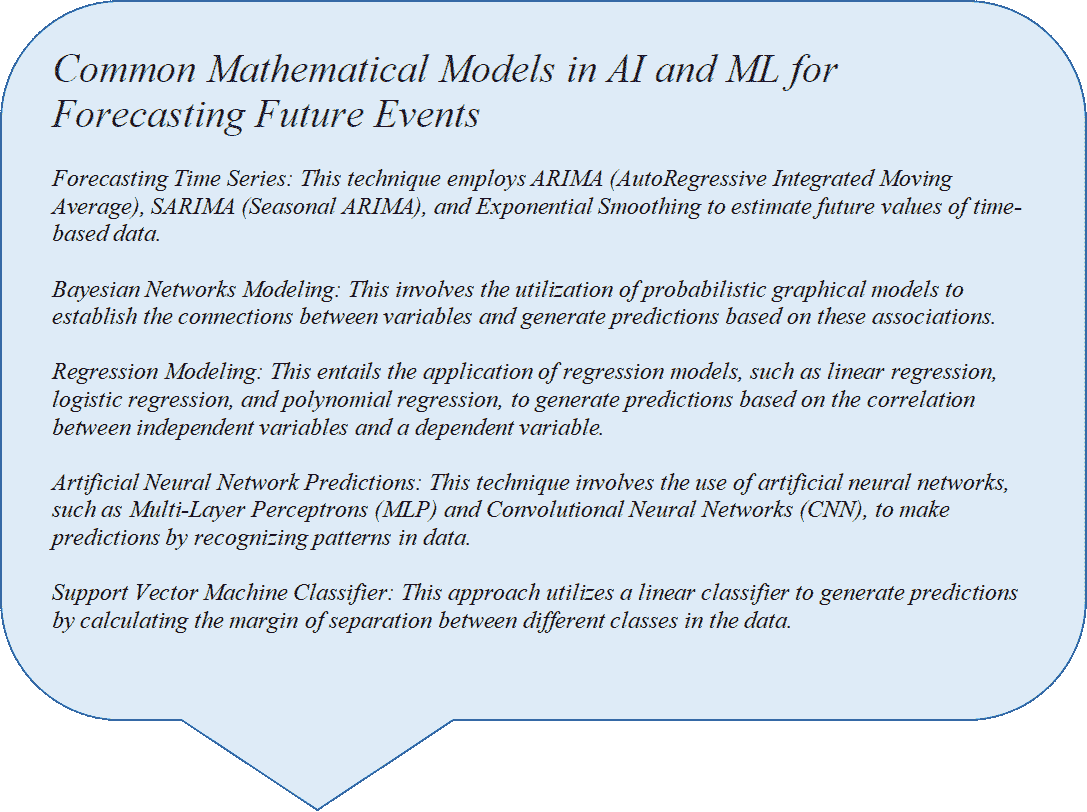 Common Mathematical Models in AI and ML for
Forecasting Future Events
Forecasting Time Series: This technique employs ARIMA (AutoRegressive Integrated Moving
Average), SARIMA (Seasonal ARIMA), and Exponential Smoothing to estimate future values of time-
based data.
Bayesian Networks Modeling: This involves the utilization of probabilistic graphical models to
establish the connections between variables and generate predictions based on these associations.
Regression Modeling: This entails the application of regression models, such as linear regression,
logistic regression, and polynomial regression, to generate predictions based on the correlation
between independent variables and a dependent variable.
Artificial Neural Network Predictions: This technique involves the use of artificial neural networks,
such as Multi-Layer Perceptrons (MLP) and Convolutional Neural Networks (CNN), to make
predictions by recognizing patterns in data.
Support Vector Machine Classifier: This approach utilizes a linear classifier to generate predictions
by calculating the margin of separation between different classes in the data.